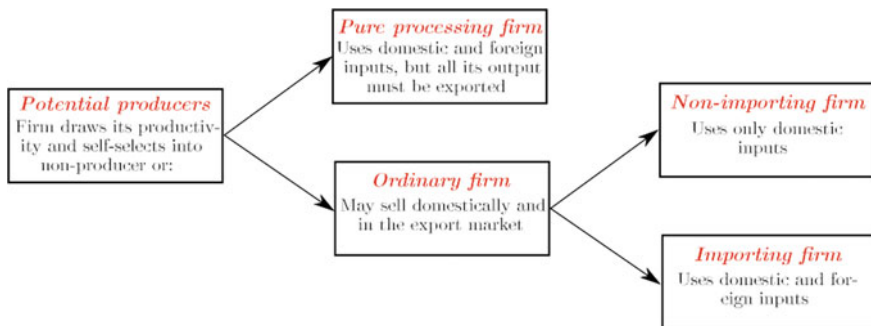 Potential producers
Firm draws its productiv-
ity and self-selects into
non-producer or:
Pure processing firm
Uses domestic and foreign
inputs, but all its output
must be exported
Ordinary firm
May sell domestically and
in the export market
Non-importing firm
Uses only domestic
inputs
Importing firm
Uses domestic and for-
eign inputs